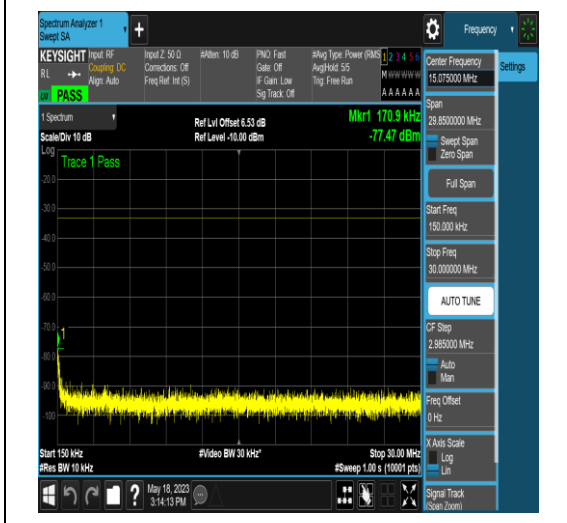 Spectrum Analyzer 1
Swept SA
+
Frequency
KEYSIGHT
RL
PASS
Input: RF
Coupling: DC
Align: Auto
Input Z: 50 Ω
Corrections: Off
Freq Ref: Int (S)
#Atten: 10 dB
PNO: Fast
Gate: Off
IF Gain: Low
Sig Track: Off
#Avg Type: Power (RMS
Avg|Hold: 5/5
Trig: Free Run
1 2 3 4 5 6
M W W W W W
A A A A A A
Center Frequency
15.075000 MHz
Settings
Span
29.8500000 MHz
Swept Span
Zero Span
Full Span
Start Freq
150.000 kHz
Stop Freq
30.000000 MHz
AUTO TUNE
CF Step
2.985000 MHz
Auto
Man
Freq Offset
0 Hz
X Axis Scale
Log
Lin
Signal Track
(Span Zoom)
1 Spectrum
Scale/Div 10 dB
Ref Lvl Offset 6.53 dB
Ref Level -10.00 dBm
Mkr1 170.9 kHz
-77.47 dBm
Log
Trace 1 Pass
-20.0
-30.0
-40.0
-50.0
-60.0
-70.0
1
-80.0
-90.0
-100
Start 150 kHz
#Res BW 10 kHz
#Video BW 30 kHz*
Stop 30.00 MHz
#Sweep 1.00 s (10001 pts)
?
May 18, 2023
3:14:13 PM